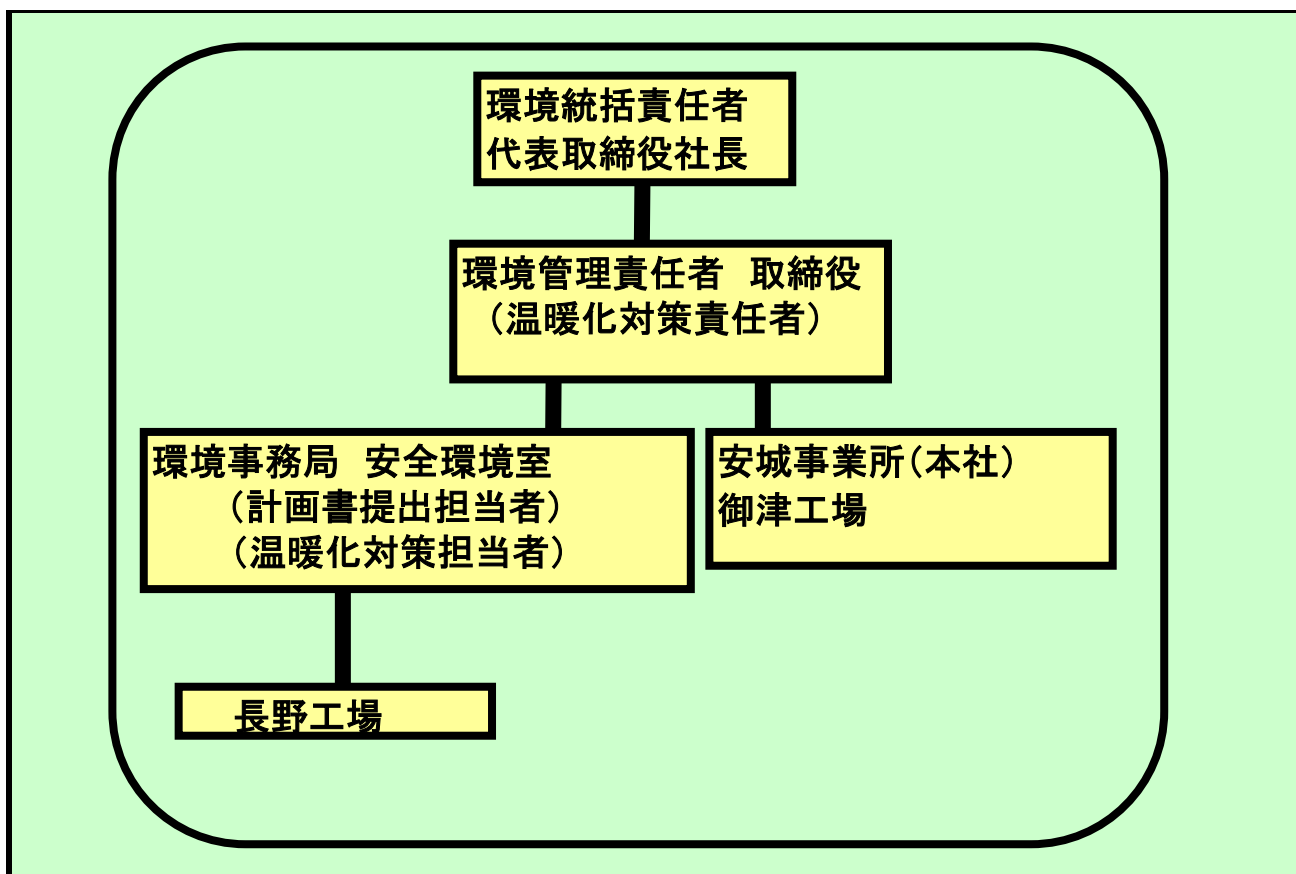 環境統括責任者
代表取締役社長
環境管理責任者　取締役
（温暖化対策責任者）
環境事務局　安全環境室
（計画書提出担当者）
（温暖化対策担当者）
安城事業所（本社）
御津工場
長野工場